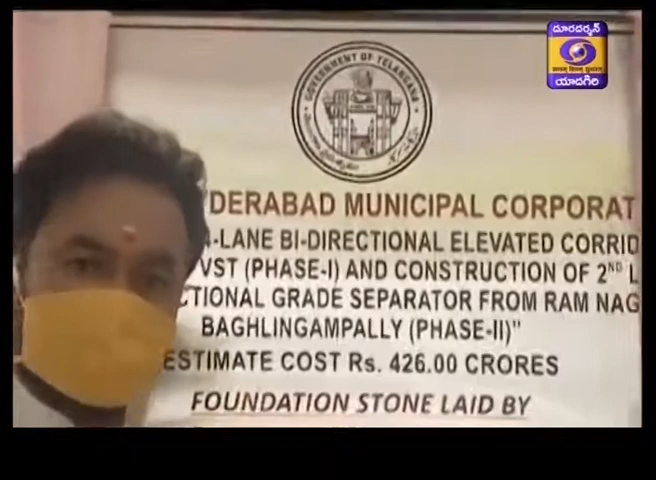 దూరదర్శన్
యాదగిరి
GOVERNMENT OF TELANGANA
DERABAD MUNICIPAL CORPORAT
4-LANE BI-DIRECTIONAL ELEVATED CORRID
VST (PHASE-I) AND CONSTRUCTION OF 2ND L
CTIONAL GRADE SEPARATOR FROM RAM NAG
BAGHLINGAMPALLY (PHASE-II)"
ESTIMATE COST RS. 426.00 CRORES
FOUNDATION STONE LAID BY